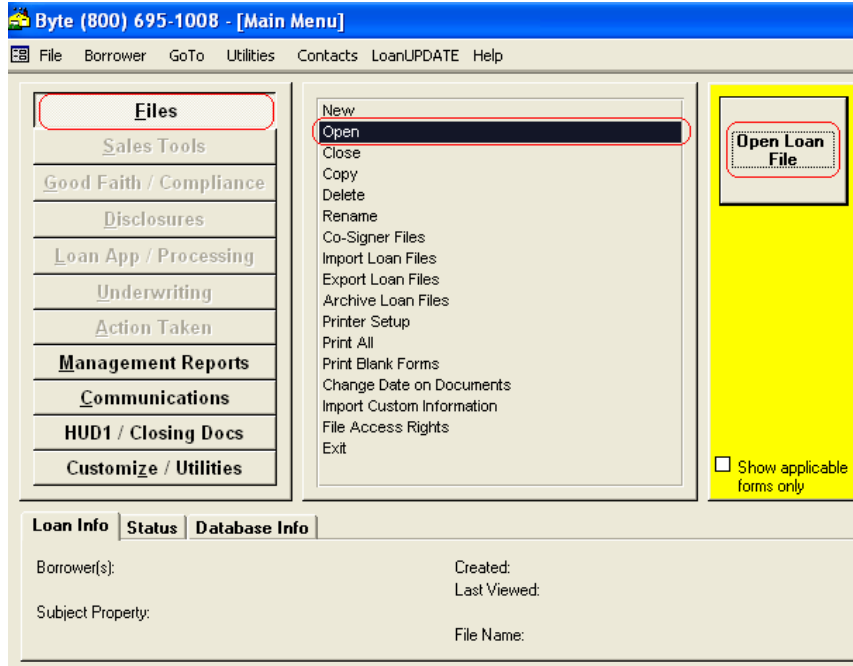 Byte (800) 695-1008 - [Main Menu]
File Borrower GoTo Utilities Contacts LoanUPDATE Help
Files
Sales Tools
Good Faith / Compliance
Disclosures
Loan App / Processing
Underwriting
Action Taken
Management Reports
Communications
HUD1 / Closing Docs
Customize / Utilities
New
Open
Close
Copy
Delete
Rename
Co-Signer Files
Import Loan Files
Export Loan Files
Archive Loan Files
Printer Setup
Print All
Print Blank Forms
Change Date on Documents
Import Custom Information
File Access Rights
Exit
Open Loan
File
Show applicable
forms only
Loan Info Status Database Info
Borrower(s):
Subject Property:
Created:
Last Viewed:
File Name: